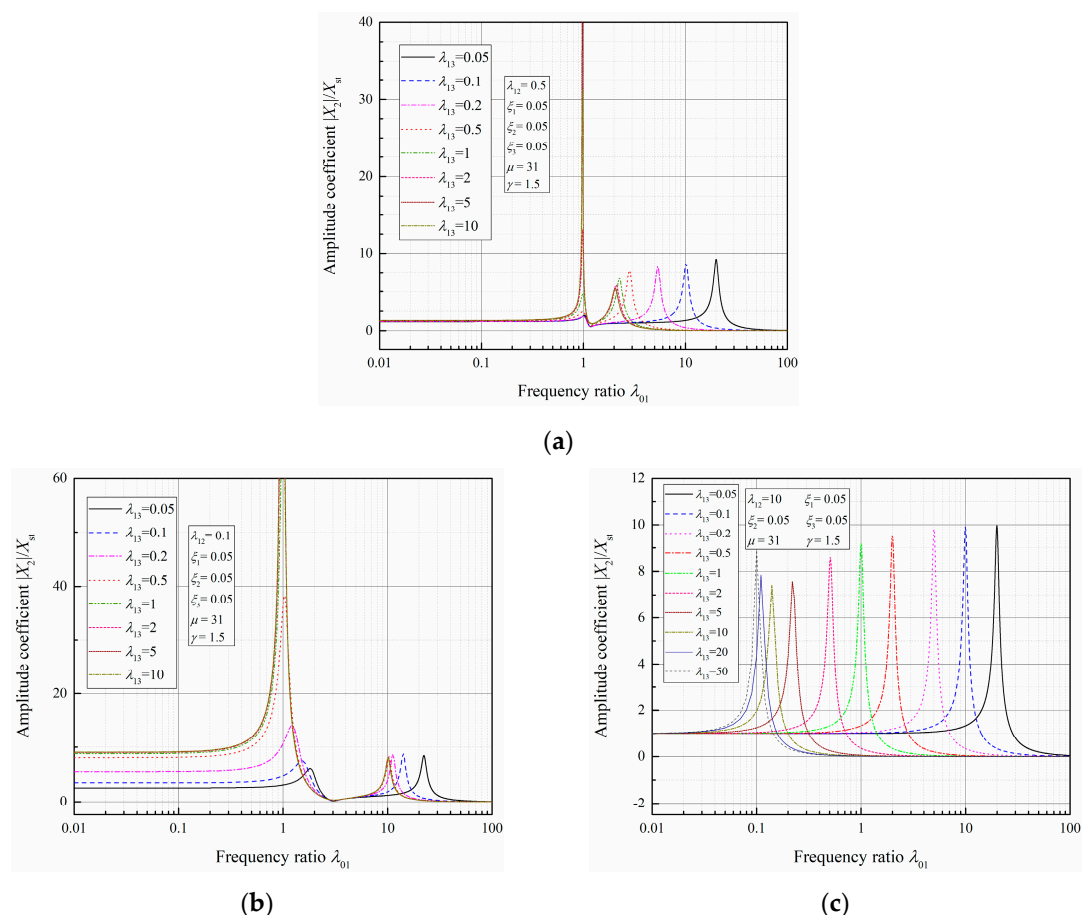 40
30
20
10
0
Amplitude coefficient |X₂|/Xₛₜ
λ₁₃=0.05
λ₁₃=0.1
λ₁₃=0.2
λ₁₃=0.5
λ₁₃=1
λ₁₃=2
λ₁₃=5
λ₁₃=10
λ₁₂= 0.5
ξ₁= 0.05
ξ₂= 0.05
ξ₃= 0.05
μ = 31
γ = 1.5
0.01 0.1 1 10 100
Frequency ratio λ₀₁
(a)
60
40
20
0
Amplitude coefficient |X₂|/Xₛₜ
λ₁₃=0.05
λ₁₃=0.1
λ₁₃=0.2
λ₁₃=0.5
λ₁₃=1
λ₁₃=2
λ₁₃=5
λ₁₃=10
λ₁₂= 0.1
ξ₁= 0.05
ξ₂= 0.05
ξ₃= 0.05
μ = 31
γ = 1.5
0.01 0.1 1 10 100
Frequency ratio λ₀₁
(b)
12
10
8
6
4
2
0
-2
Amplitude coefficient |X₂|/Xₛₜ
λ₁₃=0.05
λ₁₃=0.1
λ₁₃=0.2
λ₁₃=0.5
λ₁₃=1
λ₁₃=2
λ₁₃=5
λ₁₃=10
λ₁₃=20
λ₁₃=50
λ₁₂=10 ξ₁= 0.05
ξ₂= 0.05 ξ₃= 0.05
μ = 31 γ = 1.5
0.01 0.1 1 10 100
Frequency ratio λ₀₁
(c)